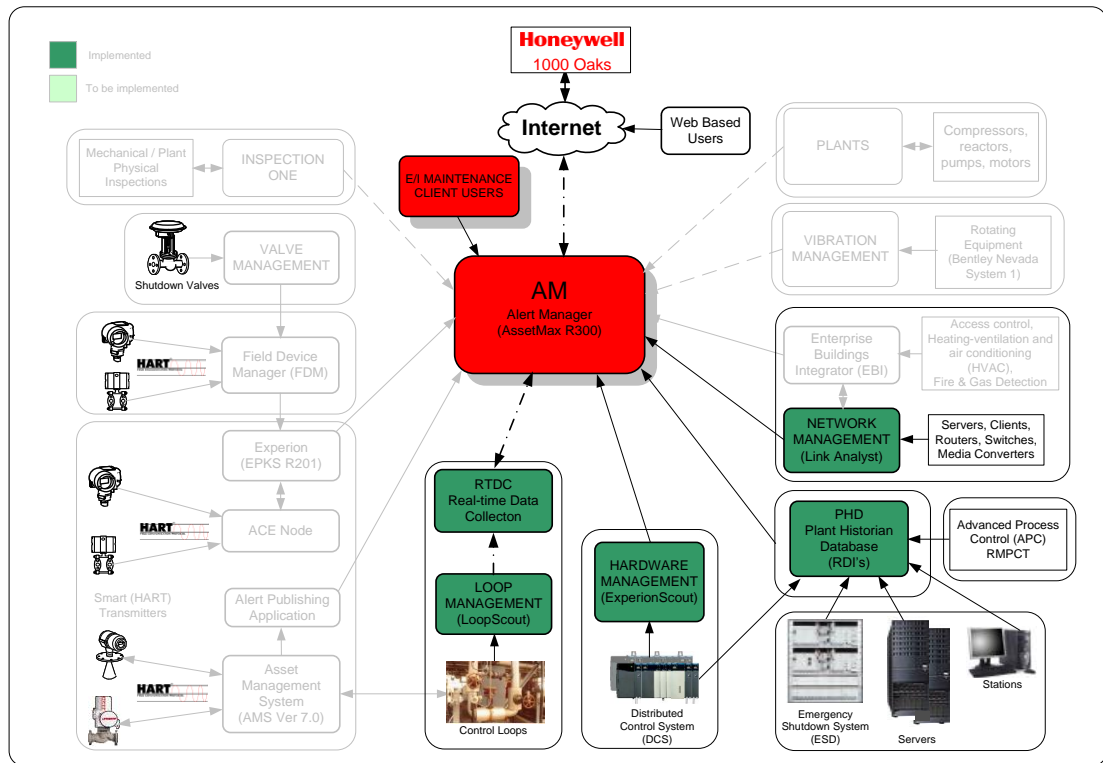 Honeywell
1000 Oaks
Implemented
To be implemented
Internet
Web Based
Users
Mechanical / Plant
Physical
Inspections
INSPECTION
ONE
E/I MAINTENANCE
CLIENT USERS
PLANTS
Compressors,
reactors,
pumps, motors
VALVE
MANAGEMENT
Shutdown Valves
VIBRATION
MANAGEMENT
Rotating
Equipment
(Bentley Nevada
System 1)
AM
Alert Manager
(AssetMax R300)
HART
Field Device
Manager (FDM)
Enterprise
Buildings
Integrator (EBI)
Access control,
Heating-ventilation and
air conditioning
(HVAC),
Fire & Gas Detection
NETWORK
MANAGEMENT
(Link Analyst)
Servers, Clients,
Routers, Switches,
Media Converters
Experion
(EPKS R201)
HART
ACE Node
RTDC
Real-time Data
Collecton
PHD
Plant Historian
Database
(RDI's)
Advanced Process
Control (APC)
RMPCT
HARDWARE
MANAGEMENT
(ExperionScout)
LOOP
MANAGEMENT
(LoopScout)
Smart (HART)
Transmitters
Alert Publishing
Application
HART
Asset
Management
System
(AMS Ver 7.0)
Control Loops
Distributed
Control System
(DCS)
Emergency
Shutdown System
(ESD)
Servers
Stations